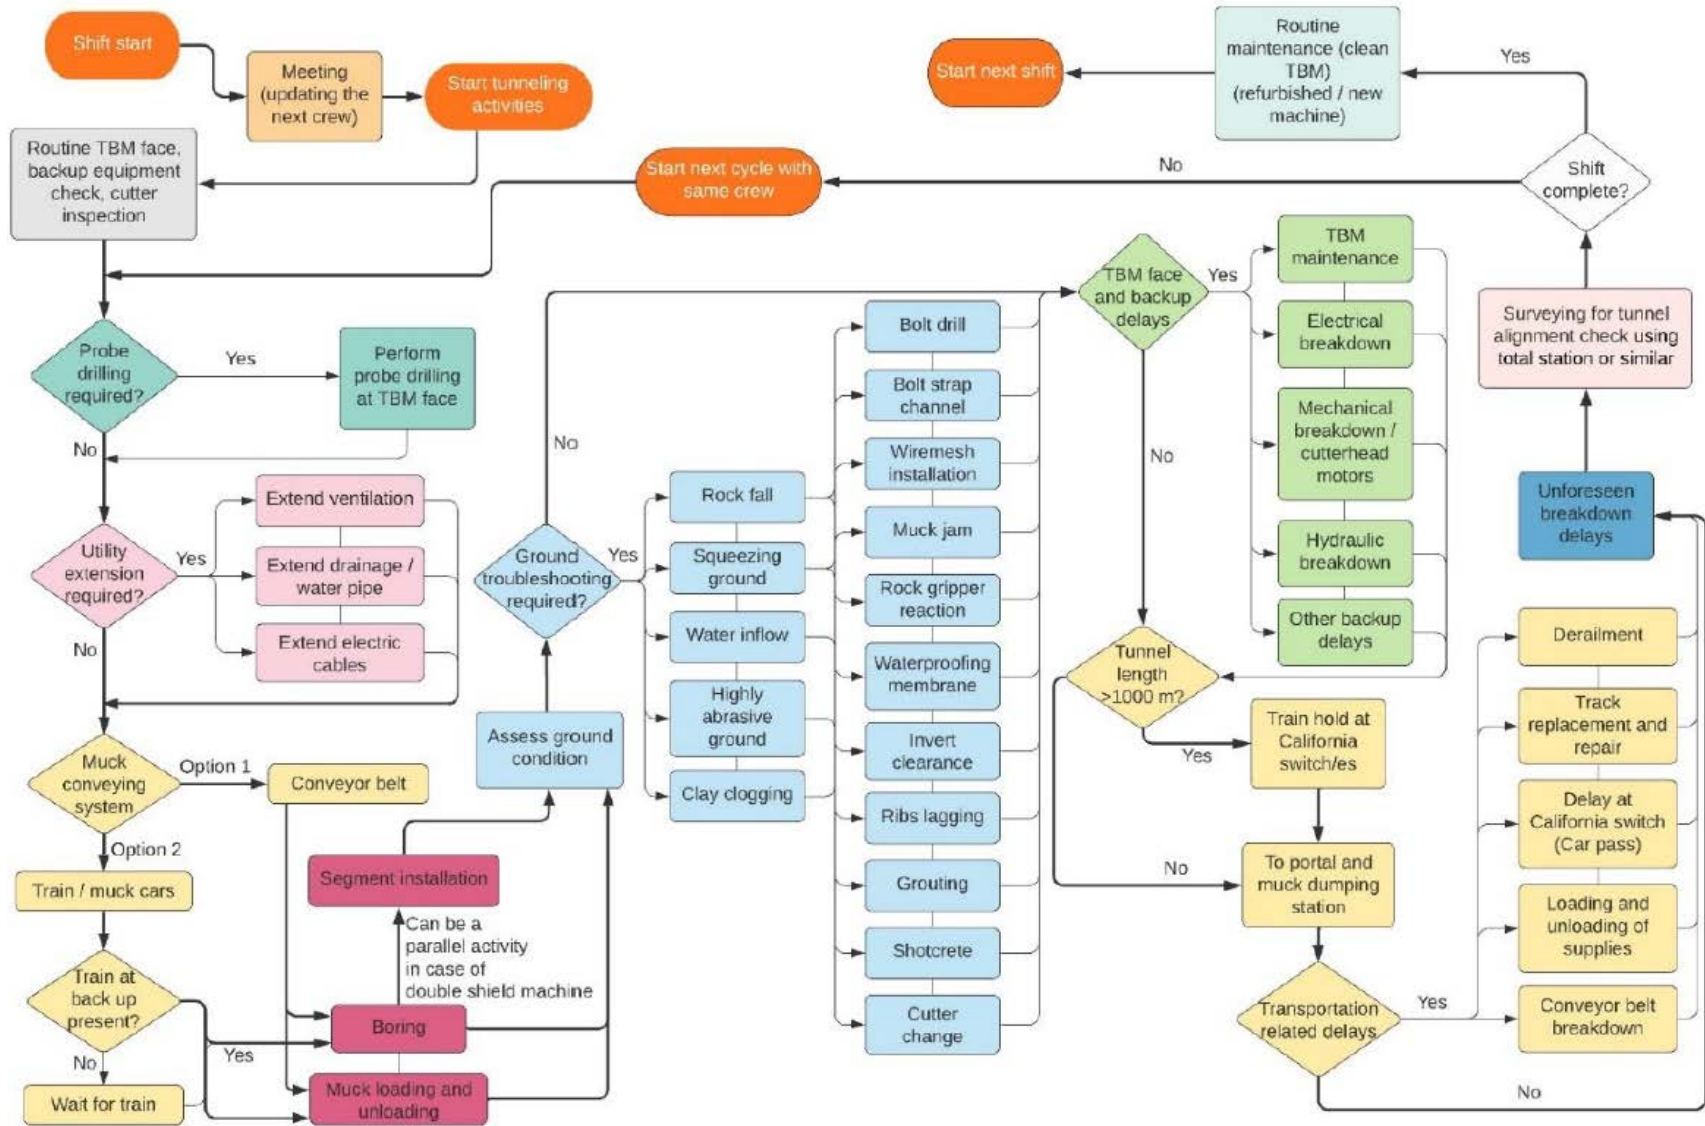 Shift start
Meeting
(updating the
next crew)
Start tunneling
activities
Start next shift
Routine
maintenance (clean
TBM)
(refurbished / new
machine)
Yes
Routine TBM face,
backup equipment
check, cutter
inspection
Start next cycle with
same crew
No
Shift
complete?
Probe
drilling
required?
Yes
Perform
probe drilling
at TBM face
No
Utility
extension
required?
Yes
Extend ventilation
Extend drainage /
water pipe
Extend electric
cables
No
Muck
conveying
system
Option 1
Conveyor belt
Option 2
Train / muck cars
Train at
back up
present?
No
Yes
Wait for train
Segment installation
Can be a
parallel activity
in case of
double shield machine
Boring
Muck loading and
unloading
Assess ground
condition
Ground
troubleshooting
required?
No
Yes
Rock fall
Squeezing
ground
Water inflow
Highly
abrasive
ground
Clay clogging
Bolt drill
Bolt strap
channel
Wiremesh
installation
Muck jam
Rock gripper
reaction
Waterproofing
membrane
Invert
clearance
Ribs lagging
Grouting
Shotcrete
Cutter
change
TBM face
and backup
delays
Yes
No
TBM
maintenance
Electrical
breakdown
Mechanical
breakdown /
cutterhead
motors
Hydraulic
breakdown
Other backup
delays
Tunnel
length
>1000 m?
Yes
No
Train hold at
California
switch/es
To portal and
muck dumping
station
Transportation
related delays
Yes
No
Derailment
Track
replacement and
repair
Delay at
California switch
(Car pass)
Loading and
unloading of
supplies
Conveyor belt
breakdown
Unforeseen
breakdown
delays
Surveying for tunnel
alignment check using
total station or similar